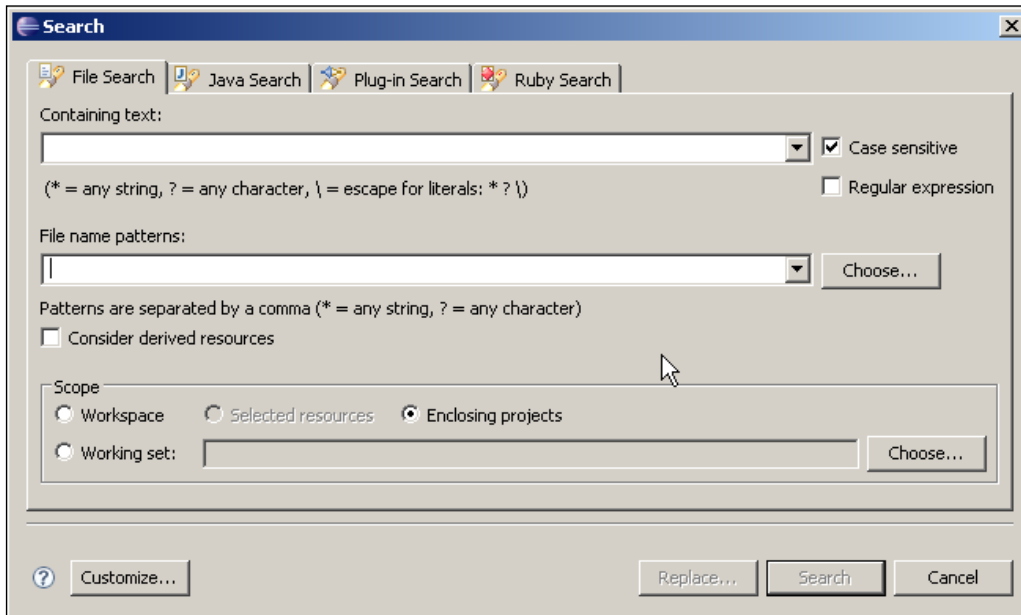 Search
File Search Java Search Plug-in Search Ruby Search
Containing text:
Case sensitive
(* = any string, ? = any character, \ = escape for literals: * ? \)
Regular expression
File name patterns:
Choose...
Patterns are separated by a comma (* = any string, ? = any character)
Consider derived resources
Scope
Workspace Selected resources Enclosing projects
Working set: Choose...
? Customize... Replace... Search Cancel